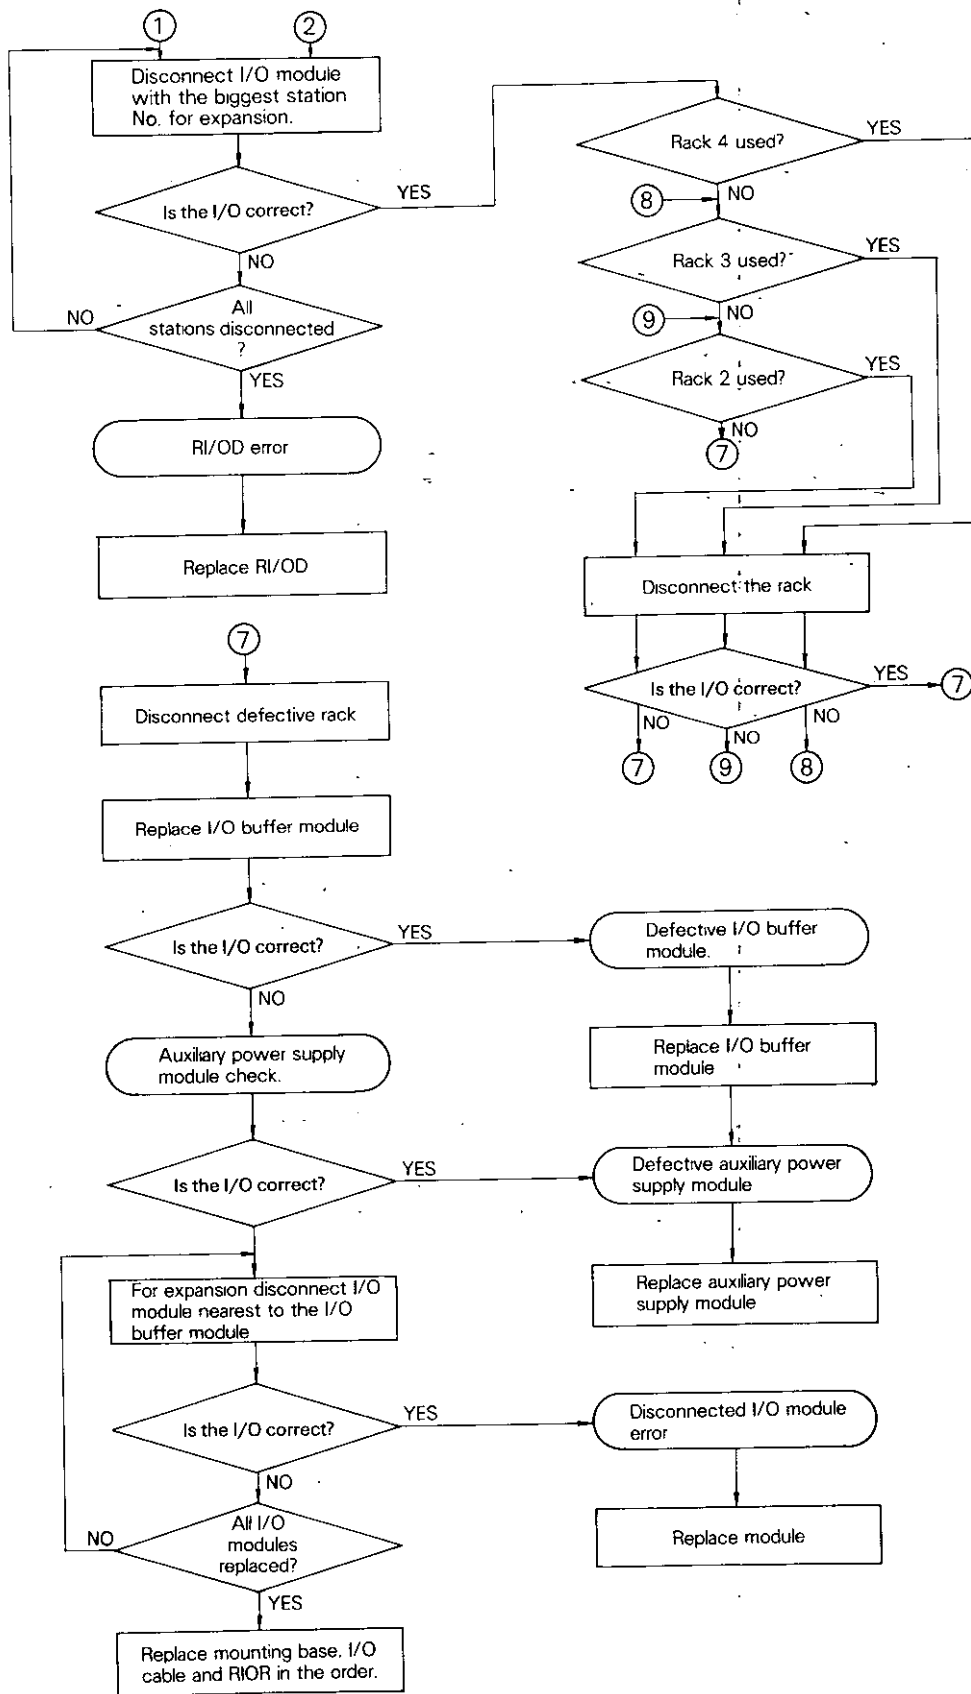 1
2
Disconnect I/O module
with the biggest station
No. for expansion.
Is the I/O correct?
YES
NO
All
stations disconnected
?
NO
YES
RI/OD error
Replace RI/OD
Rack 4 used?
YES
NO
8
Rack 3 used?
YES
NO
9
Rack 2 used?
YES
NO
7
Disconnect the rack
Is the I/O correct?
YES
7
NO
NO
NO
7
9
8
7
Disconnect defective rack
Replace I/O buffer module
Is the I/O correct?
YES
NO
Defective I/O buffer
module.
Replace I/O buffer
module
Auxiliary power supply
module check.
Is the I/O correct?
YES
Defective auxiliary power
supply module
Replace auxiliary power
supply module
For expansion disconnect I/O
module nearest to the I/O
buffer module
Is the I/O correct?
YES
NO
Disconnected I/O module
error
Replace module
All I/O
modules
replaced?
NO
YES
Replace mounting base, I/O
cable and RIOR in the order.